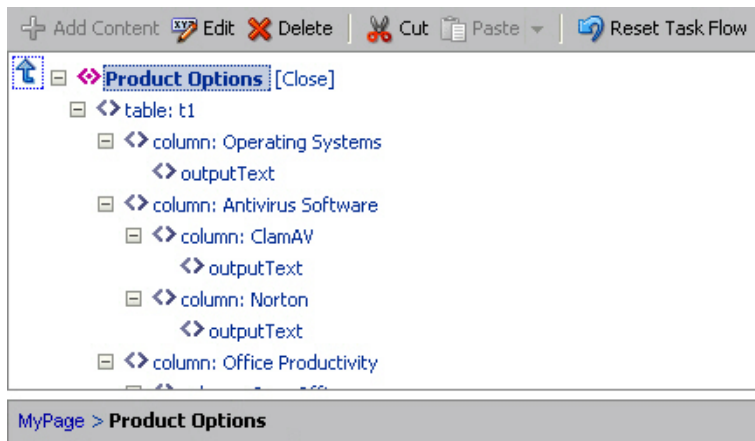 Add Content Edit Delete Cut Paste Reset Task Flow
Product Options [Close]
table: t1
column: Operating Systems
outputText
column: Antivirus Software
column: ClamAV
outputText
column: Norton
outputText
column: Office Productivity
MyPage > Product Options